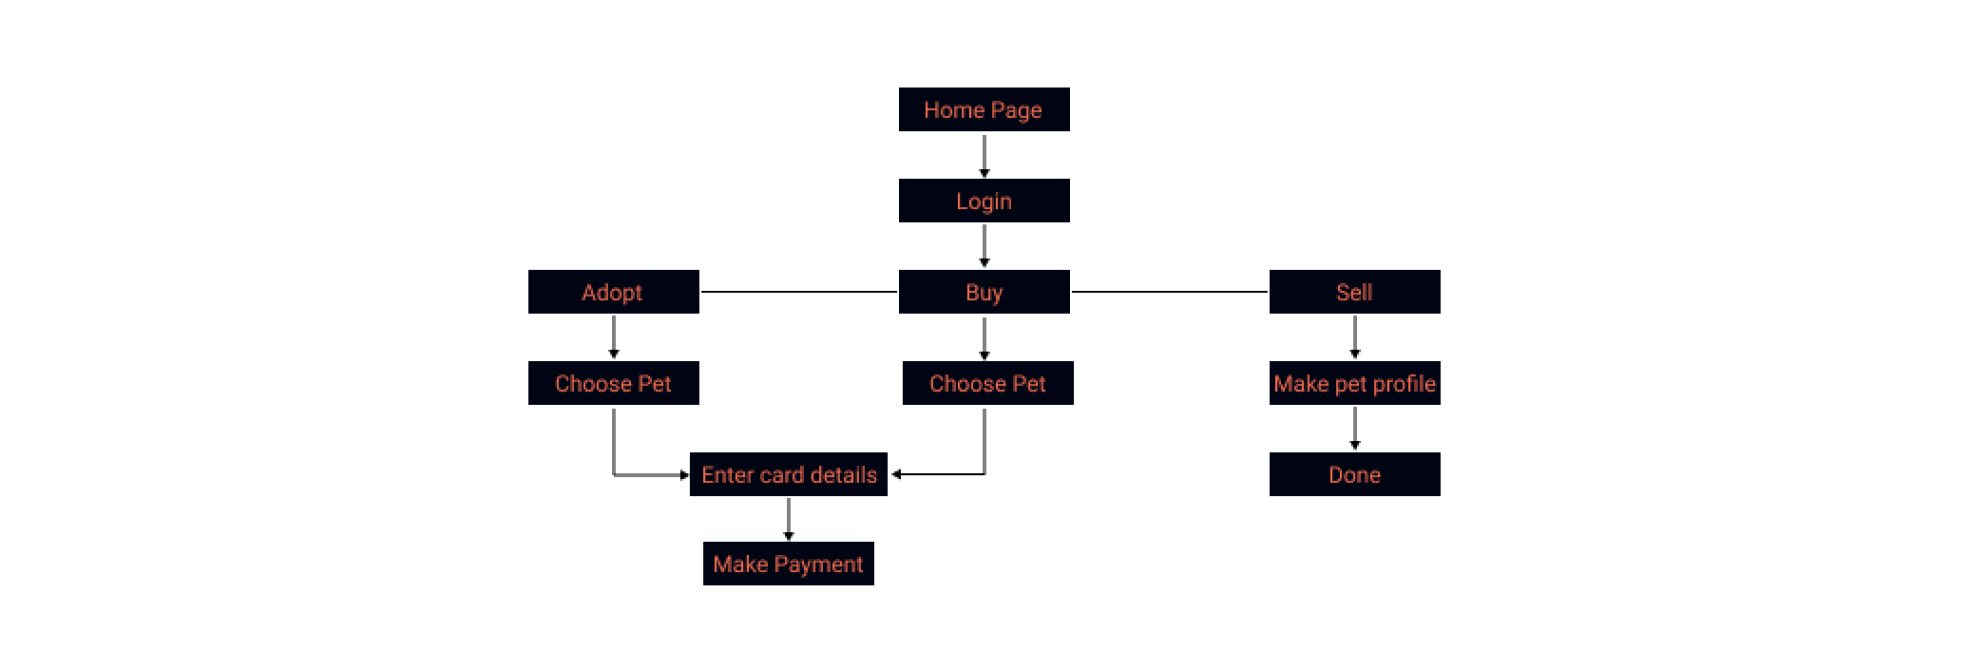 Home Page
Login
Adopt
Buy
Sell
Choose Pet
Choose Pet
Make pet profile
Enter card details
Done
Make Payment